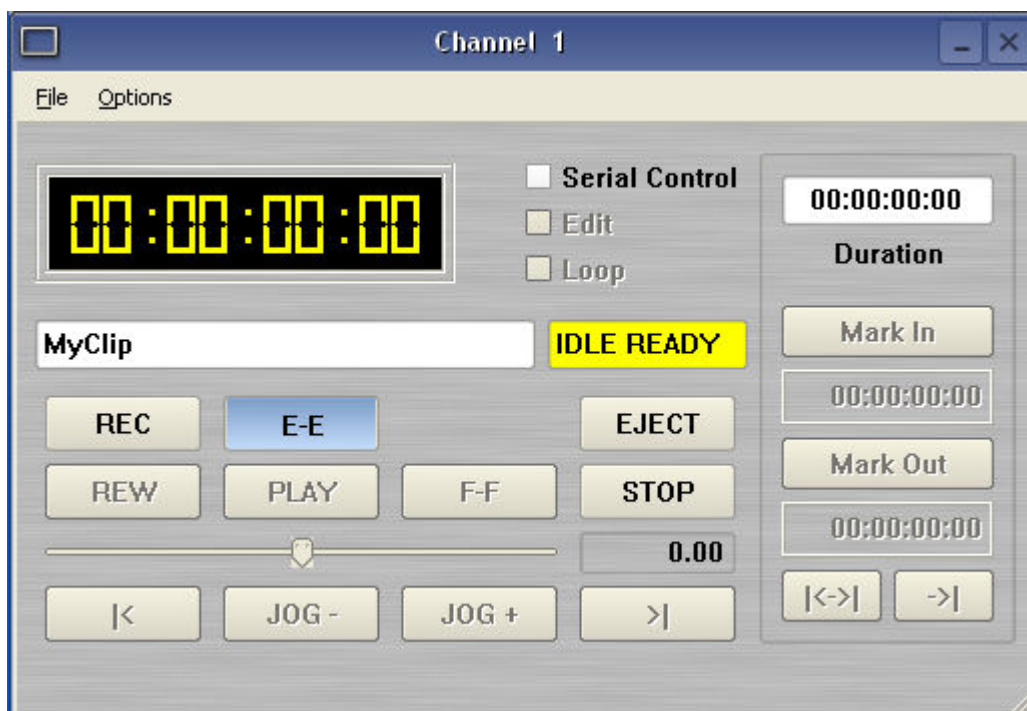 Channel 1
File Options
00:00:00:00
Serial Control
Edit
Loop
00:00:00:00
Duration
MyClip
IDLE READY
Mark In
00:00:00:00
REC E-E EJECT
Mark Out
REW PLAY F-F STOP
00:00:00:00
0.00
|< JOG - JOG + >|
|<->| ->|